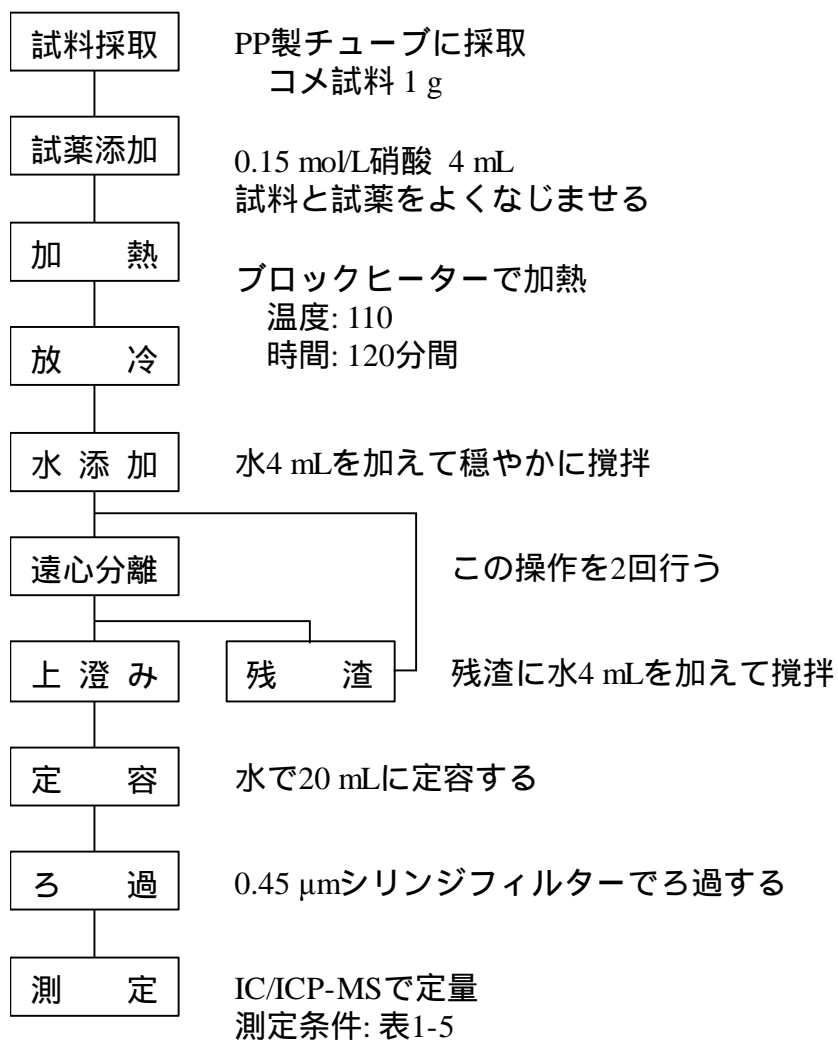 試料採取
PP製チューブに採取
コメ試料 1 g
試薬添加
0.15 mol/L硝酸 4 mL
試料と試薬をよくなじませる
加　　熱
ブロックヒーターで加熱
温度: 110
時間: 120分間
放　　冷
水 添 加
水4 mLを加えて穏やかに攪拌
遠心分離
この操作を2回行う
上 澄 み
残　　渣
残渣に水4 mLを加えて攪拌
定　　容
水で20 mLに定容する
ろ　　過
0.45 μmシリンジフィルターでろ過する
測　　定
IC/ICP-MSで定量
測定条件: 表1-5